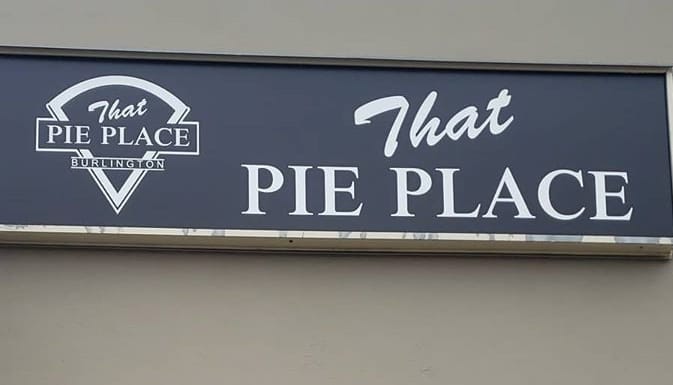 That
PIE PLACE
BURLINGTON
That
PIE PLACE